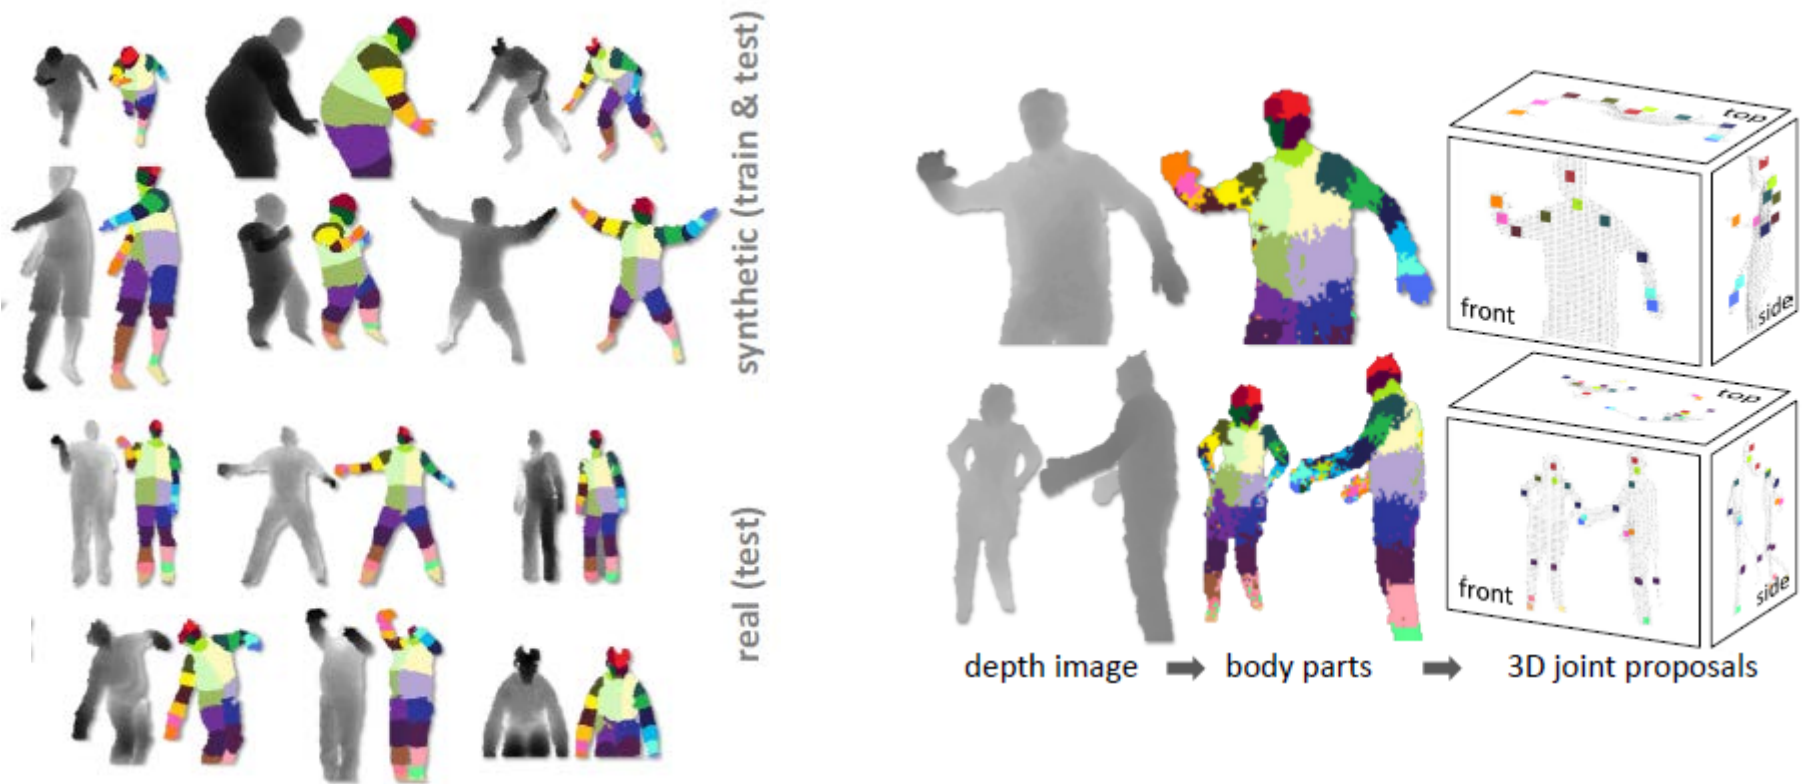 synthetic (train & test)
real (test)
top
front
side
top
front
side
depth image
body parts
3D joint proposals